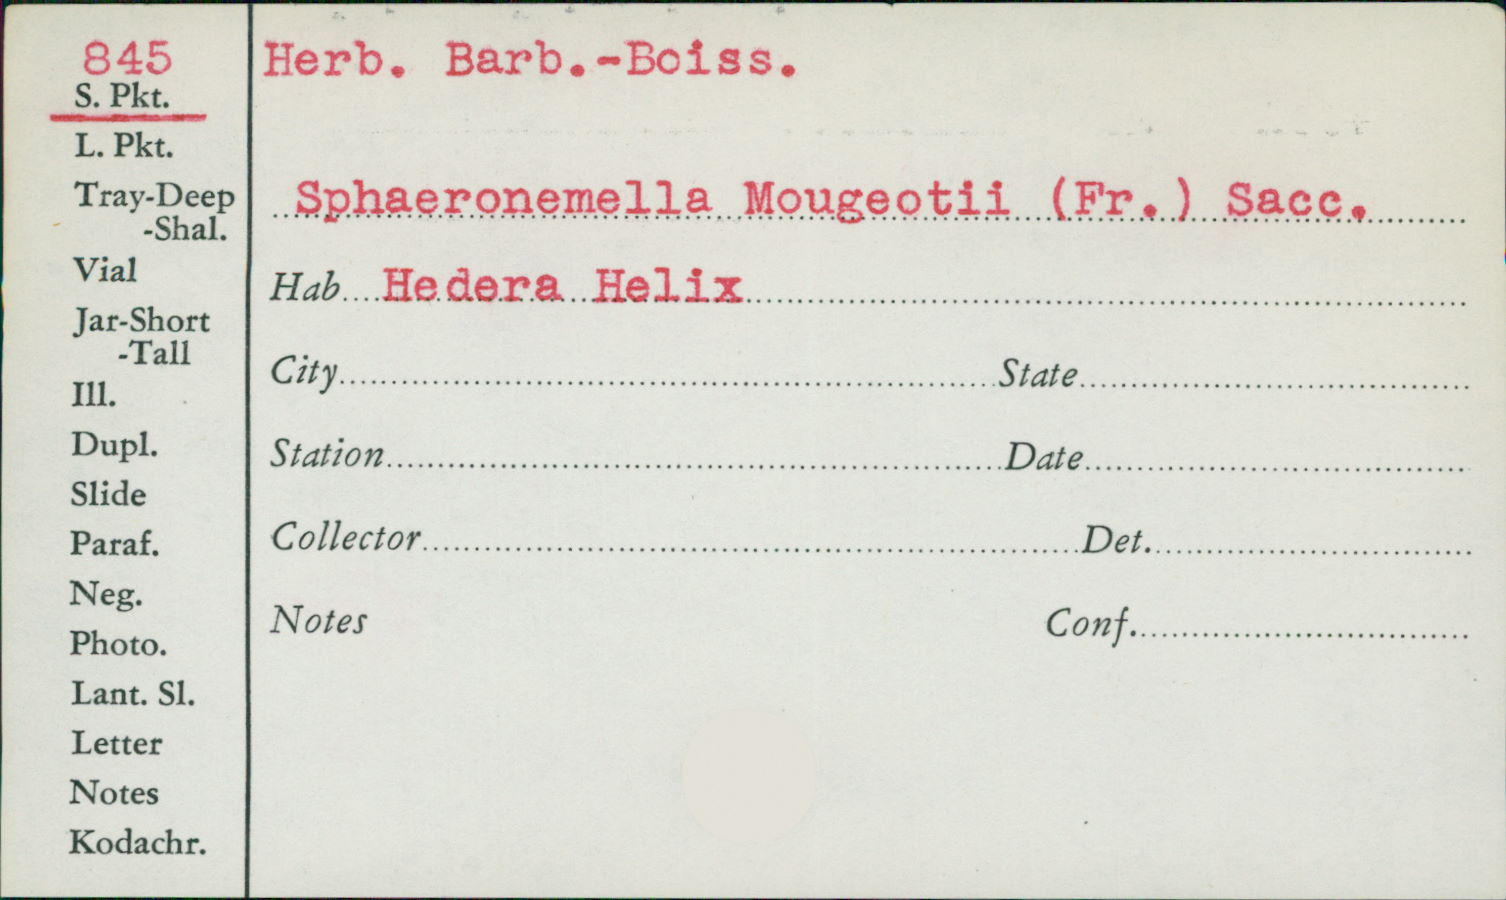 845
S. Pkt.
L. Pkt.
Tray-Deep
-Shal.
Vial
Jar-Short
-Tall
Ill.
Dupl.
Slide
Paraf.
Neg.
Photo.
Lant. Sl.
Letter
Notes
Kodachr.
Herb. Barb.-Boiss.
Sphaeronemella Mougeotii (Fr.) Sacc.
Hab Hedera Helix
City State
Station Date
Collector Det.
Notes Conf.